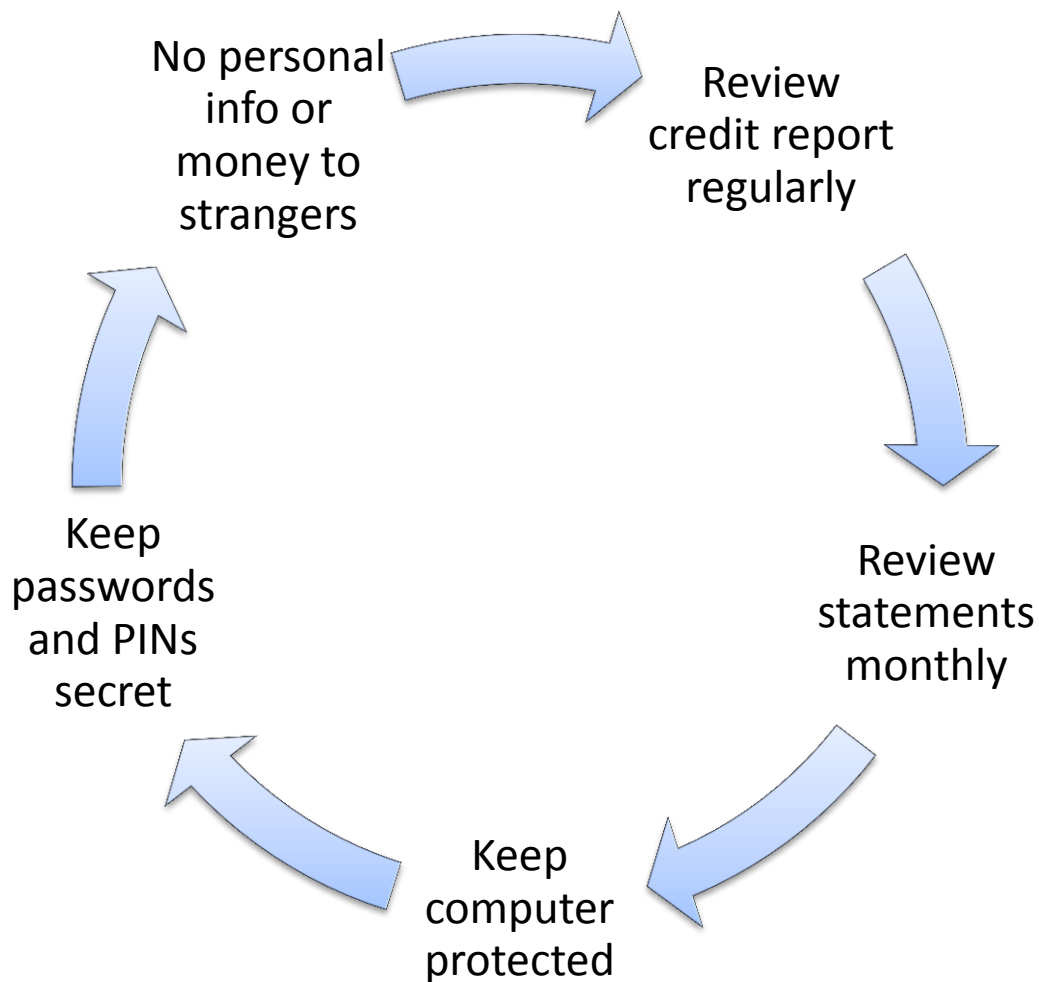 No personal
info or
money to
strangers
Review
credit report
regularly
Review
statements
monthly
Keep
computer
protected
Keep
passwords
and PINs
secret